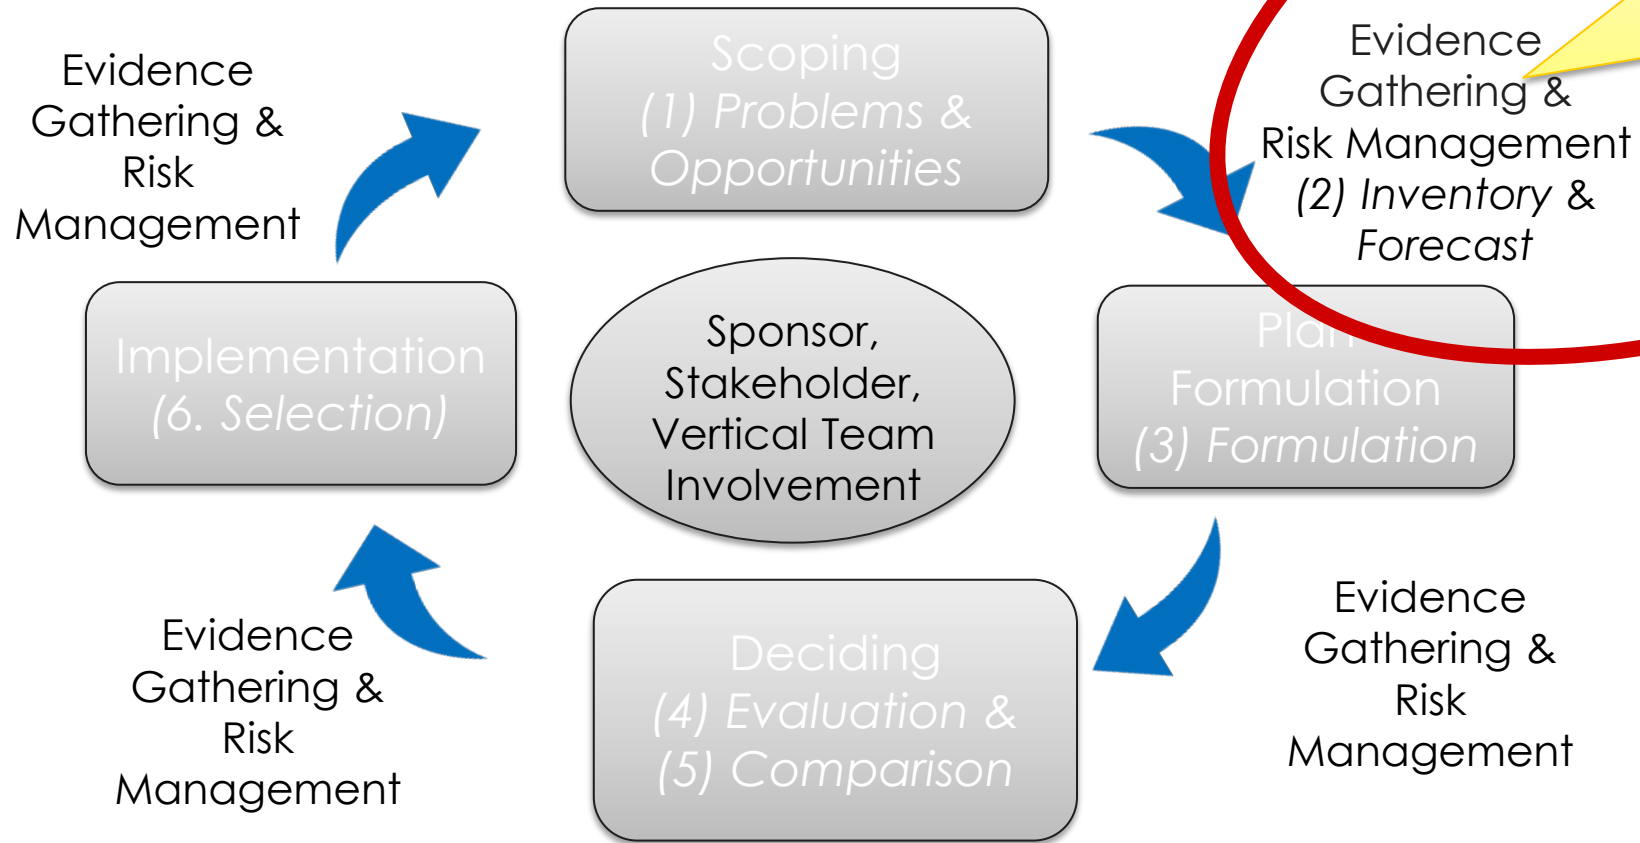 Evidence
Gathering &
Risk
Management
Scoping
(1) Problems &
Opportunities
Evidence
Gathering &
Risk Management
(2) Inventory &
Forecast
Implementation
(6. Selection)
Sponsor,
Stakeholder,
Vertical Team
Involvement
Plan
Formulation
(3) Formulation
Evidence
Gathering &
Risk
Management
Deciding
(4) Evaluation &
(5) Comparison
Evidence
Gathering &
Risk
Management